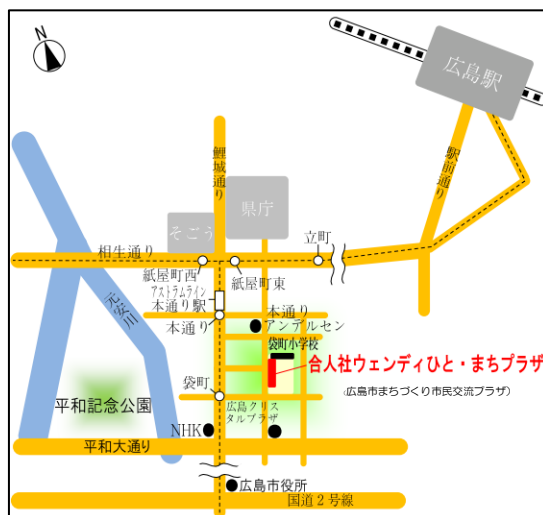 N
広島駅
鯉城通り
駅前通り
県庁
そごう
立町
相生通り
紙屋町西
紙屋町東
アストラムライン
本通り駅
本通り
本通り
アンデルセン
元安川
袋町小学校
合人社ウェンディひと・まちプラザ
(広島市まちづくり市民交流プラザ)
袋町
平和記念公園
広島クリス
タルプラザ
NHK
平和大通り
広島市役所
国道2号線